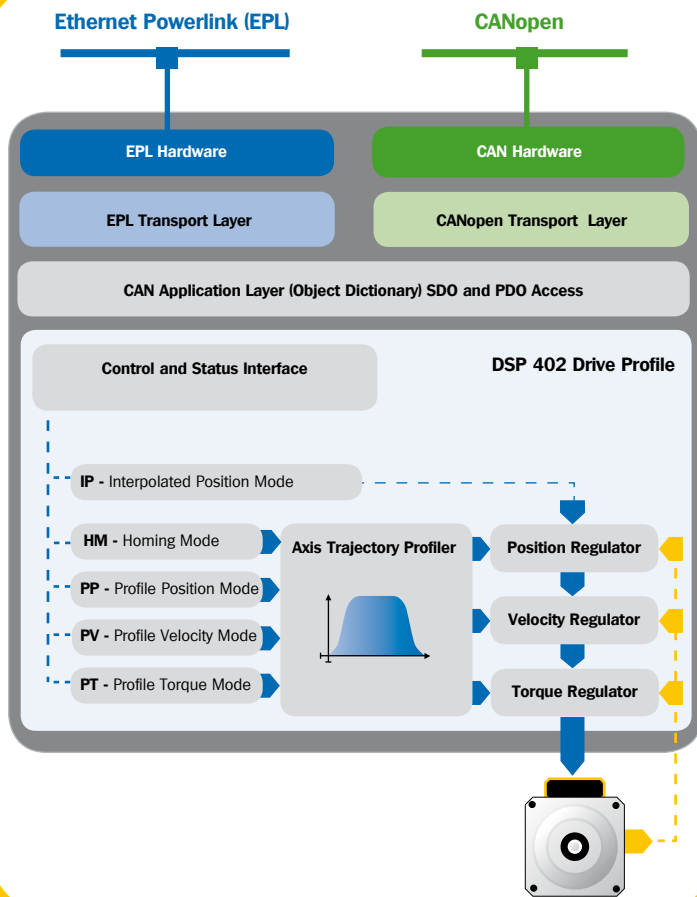 Ethernet Powerlink (EPL)
CANopen
EPL Hardware
CAN Hardware
EPL Transport Layer
CANopen Transport Layer
CAN Application Layer (Object Dictionary) SDO and PDO Access
Control and Status Interface
DSP 402 Drive Profile
IP - Interpolated Position Mode
HM - Homing Mode
Axis Trajectory Profiler
Position Regulator
PP - Profile Position Mode
Velocity Regulator
PV - Profile Velocity Mode
PT - Profile Torque Mode
Torque Regulator